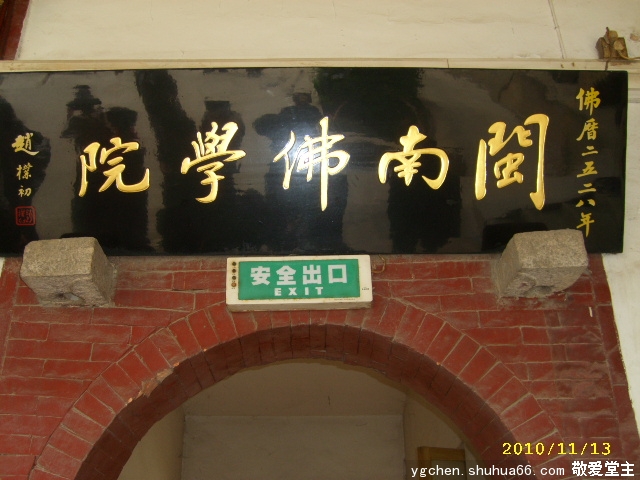 佛曆二五二八年
閩南佛學院
趙樸初
安全出口
EXIT
2010/11/13
ygchen.shuhua66.com 敬爱堂主